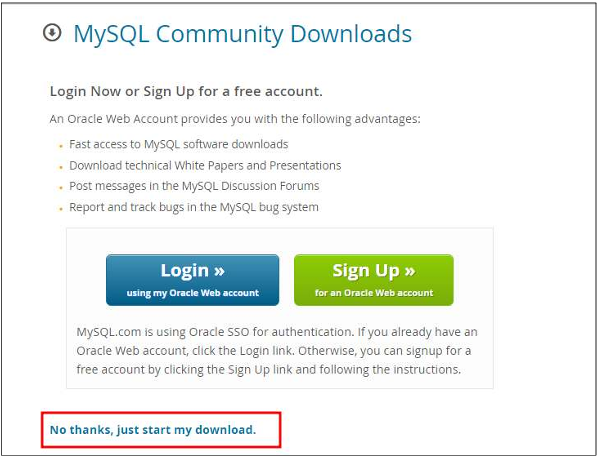 MySQL Community Downloads
Login Now or Sign Up for a free account.
An Oracle Web Account provides you with the following advantages:
Fast access to MySQL software downloads
Download technical White Papers and Presentations
Post messages in the MySQL Discussion Forums
Report and track bugs in the MySQL bug system
Login »
using my Oracle Web account
Sign Up »
for an Oracle Web account
MySQL.com is using Oracle SSO for authentication. If you already have an
Oracle Web account, click the Login link. Otherwise, you can signup for a
free account by clicking the Sign Up link and following the instructions.
No thanks, just start my download.